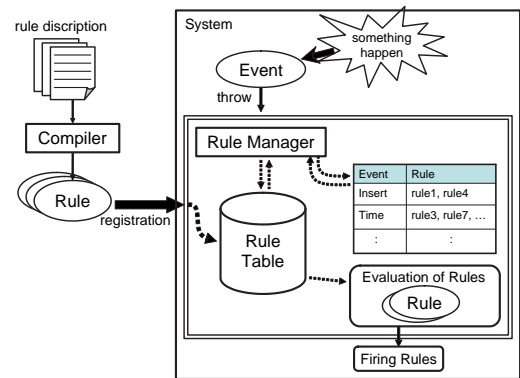 rule discription
System
something
happen
Event
throw
Compiler
Rule Manager
Rule
registration
Event Rule
Insert rule1, rule4
Time rule3, rule7, ...
: :
Rule
Table
Evaluation of Rules
Rule
Firing Rules